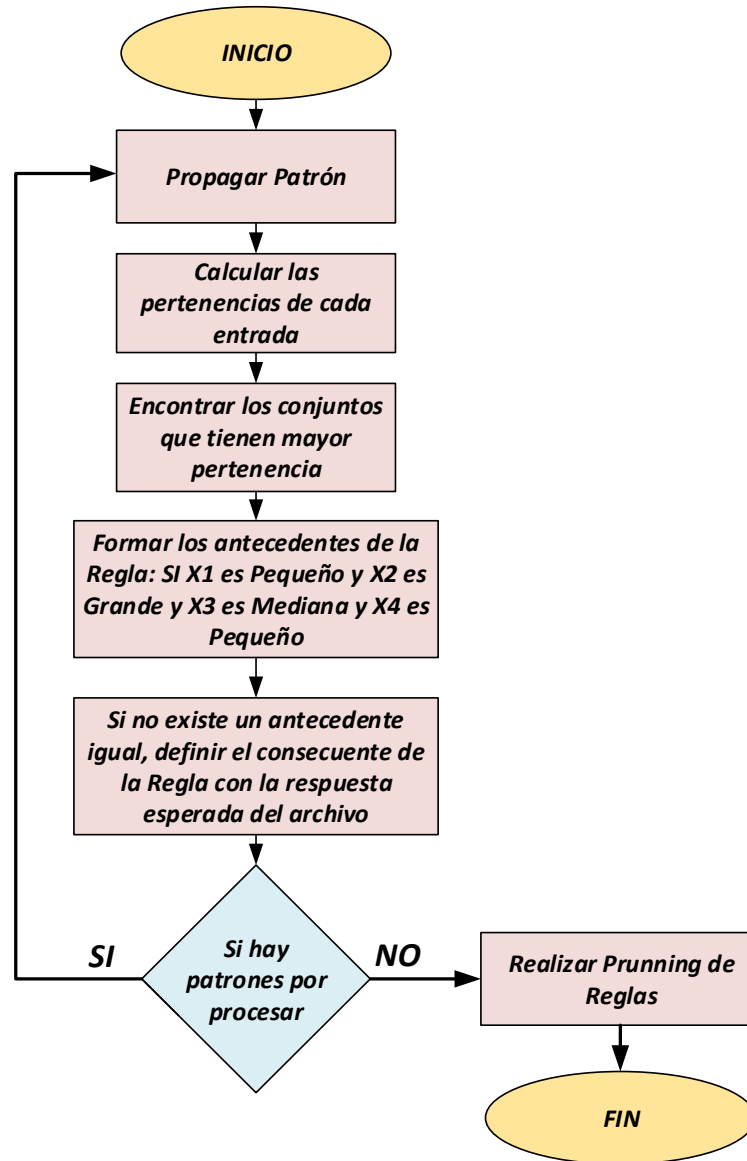 INICIO
Propagar Patrón
Calcular las
pertenencias de cada
entrada
Encontrar los conjuntos
que tienen mayor
pertenencia
Formar los antecedentes de la
Regla: SI X1 es Pequeño y X2 es
Grande y X3 es Mediana y X4 es
Pequeño
Si no existe un antecedente
igual, definir el consecuente de
la Regla con la respuesta
esperada del archivo
SI
Si hay
patrones por
procesar
NO
Realizar Prunning de
Reglas
FIN